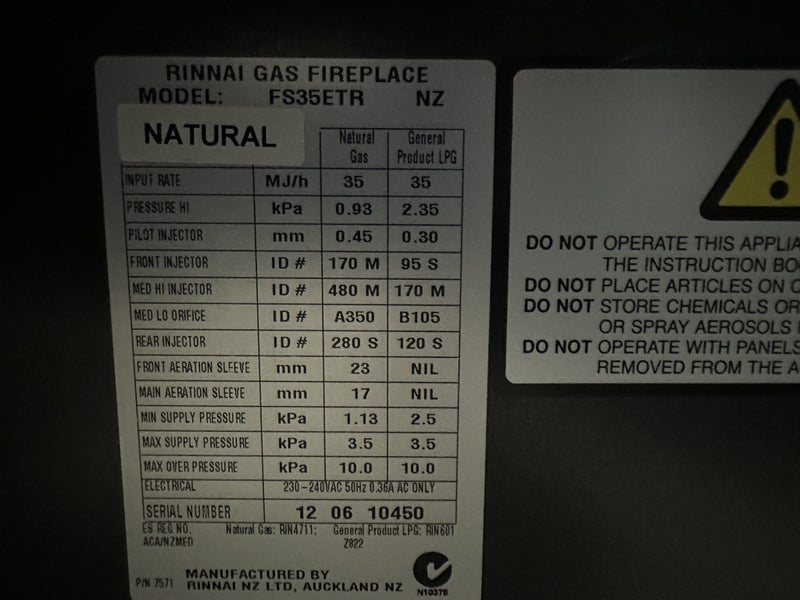 RINNAI GAS FIREPLACE
MODEL: FS35ETR NZ
NATURAL
Natural Gas General Product LPG
INPUT RATE MJ/h 35 35
PRESSURE HI kPa 0.93 2.35
PILOT INJECTOR mm 0.45 0.30
FRONT INJECTOR ID # 170 M 95 S
MED HI INJECTOR ID # 480 M 170 M
MED LO ORIFICE ID # A350 B105
REAR INJECTOR ID # 280 S 120 S
FRONT AERATION SLEEVE mm 23 NIL
MAIN AERATION SLEEVE mm 17 NIL
MIN SUPPLY PRESSURE kPa 1.13 2.5
MAX SUPPLY PRESSURE kPa 3.5 3.5
MAX OVER PRESSURE kPa 10.0 10.0
ELECTRICAL 230-240VAC 50Hz 0.36A AC ONLY
SERIAL NUMBER 12 06 10450
ES REG NO. Natural Gas: RIN4711; General Product LPG: RIN601
ACA/NZMED Z822
P/N 7571 MANUFACTURED BY
RINNAI NZ LTD, AUCKLAND NZ
N10378
DO NOT OPERATE THIS APPLIA
THE INSTRUCTION BO
DO NOT PLACE ARTICLES ON O
DO NOT STORE CHEMICALS OR
OR SPRAY AEROSOLS
DO NOT OPERATE WITH PANELS
REMOVED FROM THE A